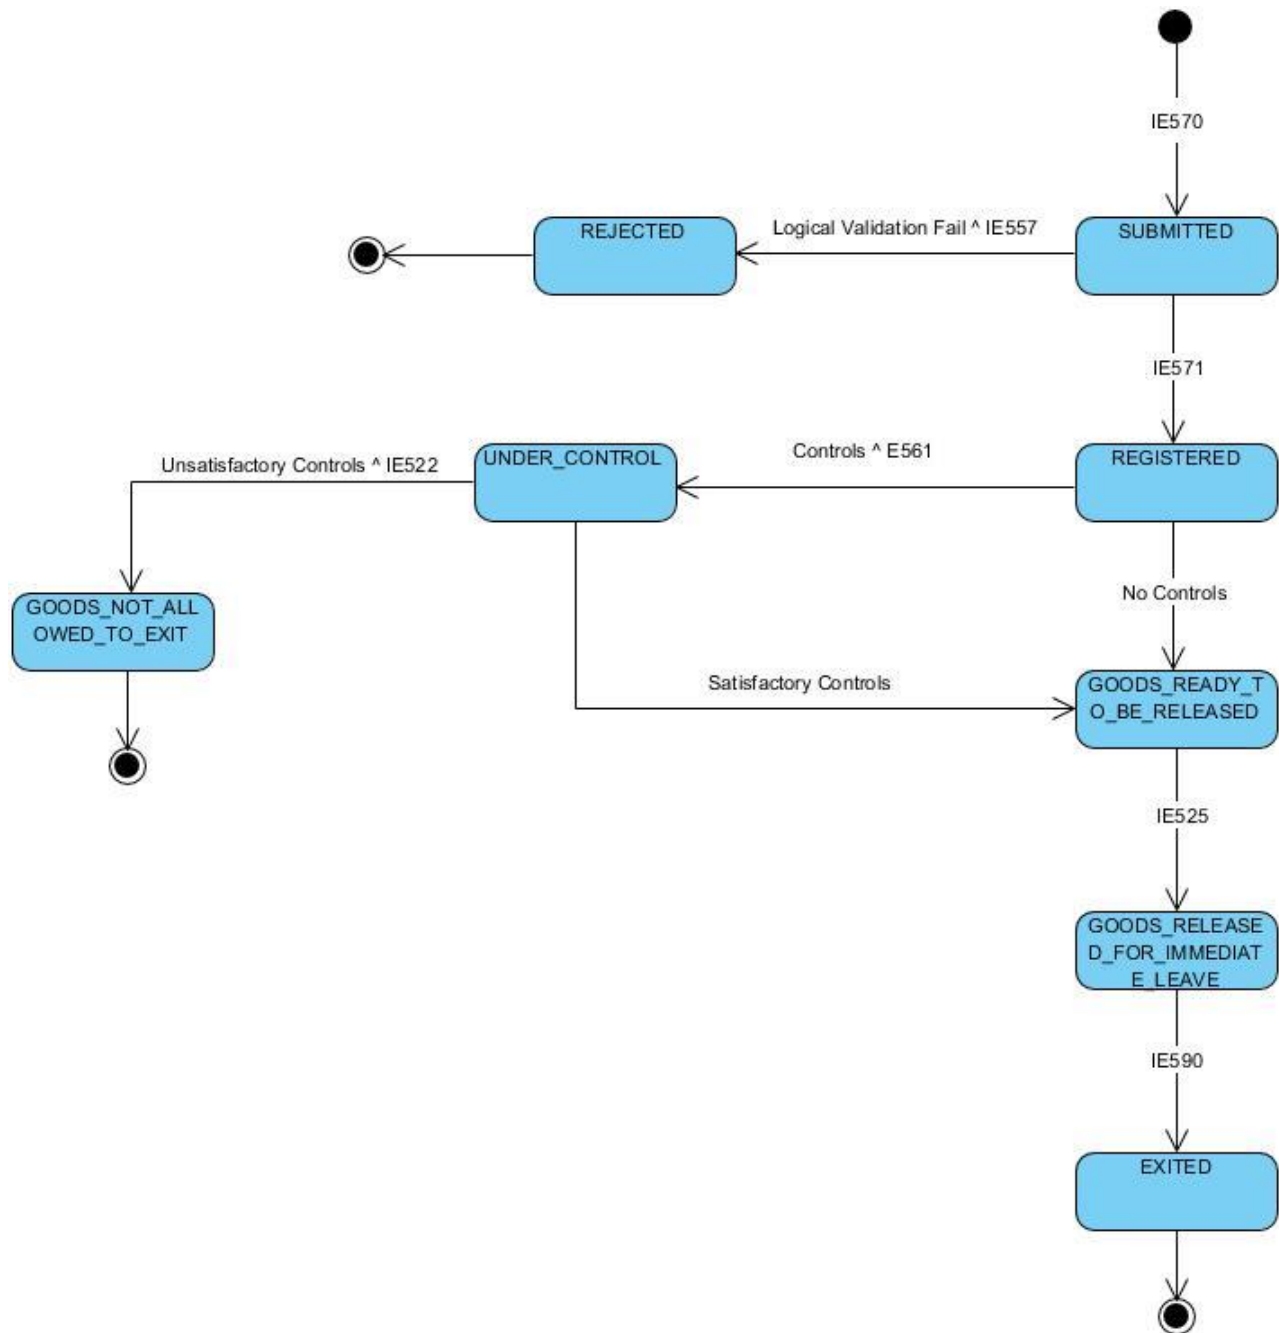 IE570
REJECTED
Logical Validation Fail ^ IE557
SUBMITTED
IE571
Unsatisfactory Controls ^ IE522
UNDER_CONTROL
Controls ^ E561
REGISTERED
No Controls
GOODS_NOT_ALL
OWED_TO_EXIT
Satisfactory Controls
GOODS_READY_T
O_BE_RELEASED
IE525
GOODS_RELEASE
D_FOR_IMMEDIAT
E_LEAVE
IE590
EXITED